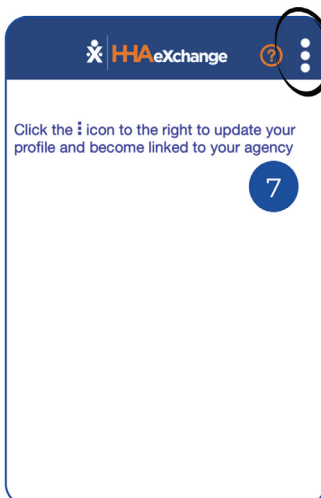 HHAeXchange ?
Click the ⋮ icon to the right to update your
profile and become linked to your agency
7